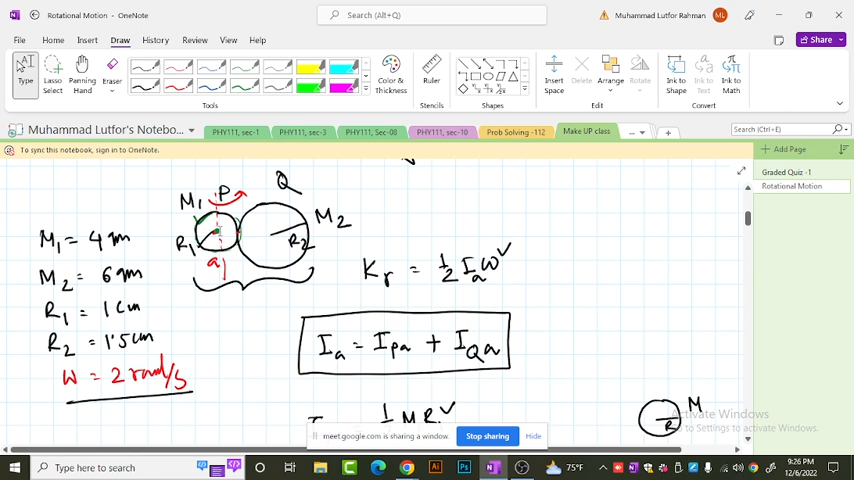 Rotational Motion - OneNote
Search (Alt+Q)
Muhammad Lutfor Rahman
ML
File Home Insert Draw History Review View Help
Share
Type
Lasso Select
Panning Hand
Eraser
Color & Thickness
Ruler
Shapes
Insert Space
Delete
Arrange
Rotate
Ink to Shape
Ink to Text
Ink to Math
Tools
Stencils
Shapes
Edit
Convert
Muhammad Lutfor's Notebo...
PHY111, sec-1
PHY111, sec-3
PHY111, Sec-08
PHY111, sec-10
Prob Solving -112
Make UP class
Search (Ctrl+E)
To sync this notebook, sign in to OneNote.
Add Page
Graded Quiz -1
Rotational Motion
M₁ P Q
M₂
R₁ R₂
a)
M₁ = 4 gm
M₂ = 6 gm
R₁ = 1 cm
R₂ = 1.5 cm
W = 2 rad/s
Kr = ½ Iaω²
Ia = IPa + IQa
½ M R₁²
M
R
Activate Windows
Go to Settings to activate Windows.
meet.google.com is sharing a window.
Stop sharing
Hide
Type here to search
75°F
9:26 PM
12/6/2022